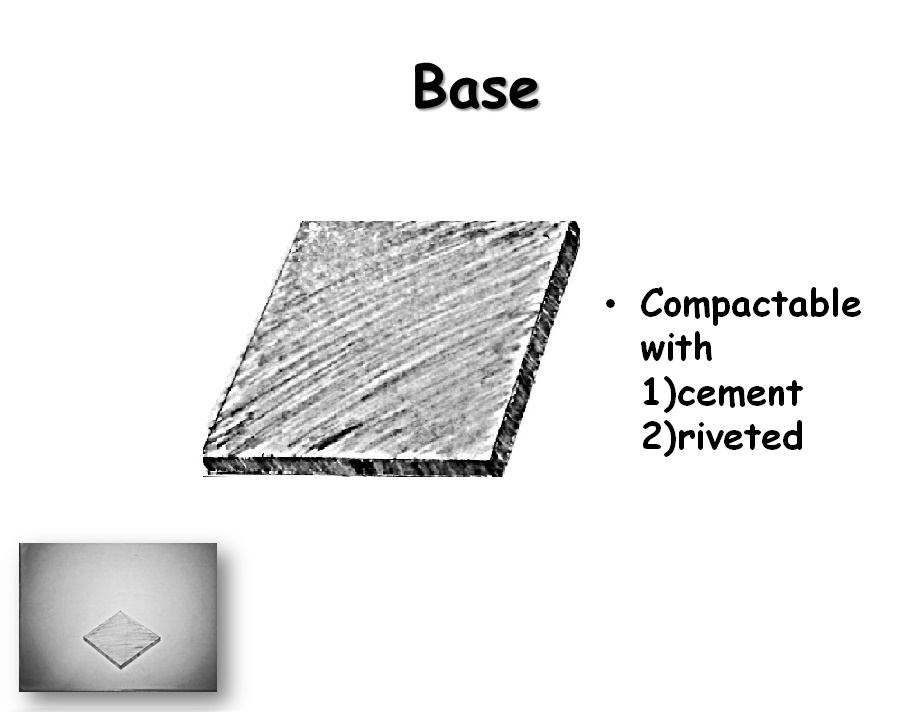 Base
• Compactable
with
1)cement
2)riveted